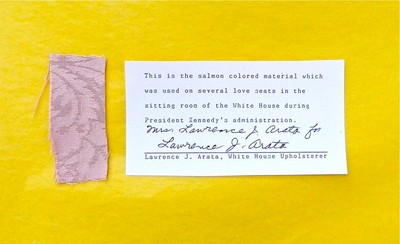 This is the salmon colored material which
was used on several love seats in the
sitting room of the White House during
President Kennedy's administration.
Mrs. Lawrence J. Arata for
Lawrence J. Arata
Lawrence J. Arata, White House Upholsterer